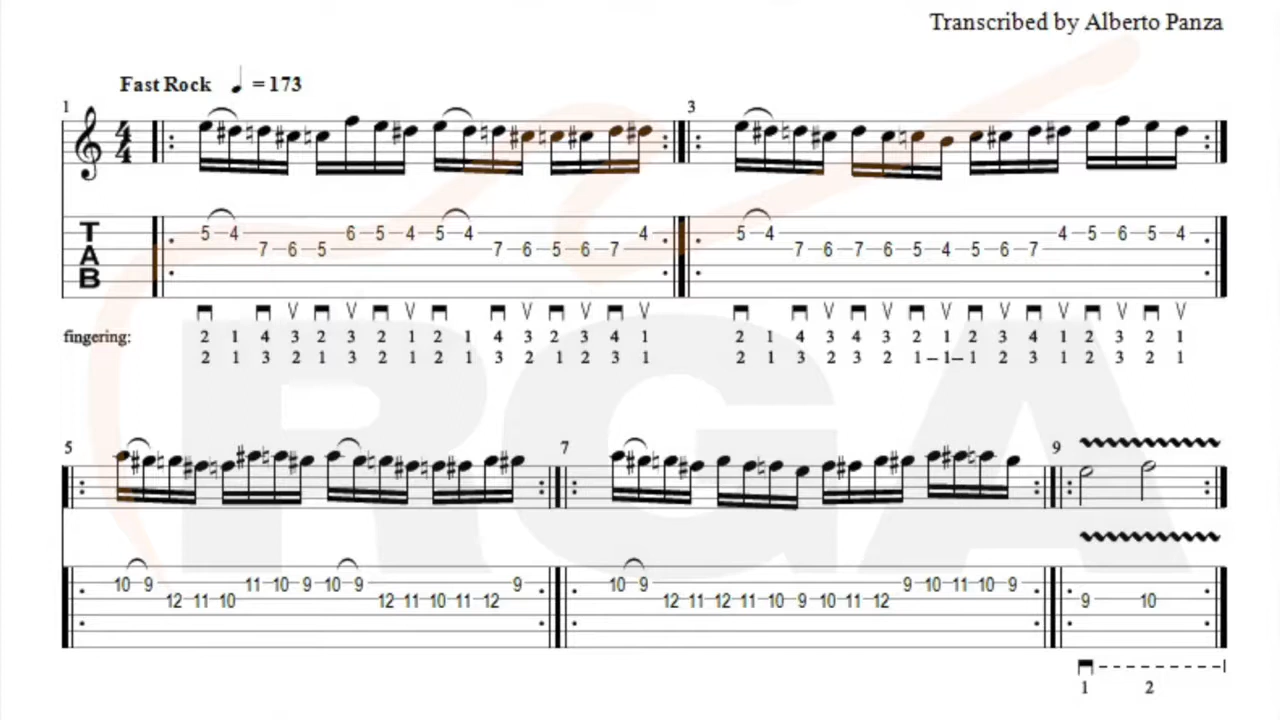 Transcribed by Alberto Panza
Fast Rock = 173
1 3
4
4
T 5 4 7 6 5 6 5 4 5 4 7 6 5 6 7 4 5 4 7 6 7 6 5 4 5 6 7 4 5 6 5 4
A
B
fingering: 2 1 4 3 2 3 2 1 2 1 4 3 2 3 4 1 2 1 4 3 4 3 2 1 2 3 4 1 2 3 2 1
2 1 3 2 1 3 2 1 2 1 3 2 1 2 3 1 2 1 3 2 3 2 1 – 1 – 1 2 3 1 2 3 2 1
RGA
5 7 9
10 9 12 11 10 11 10 9 10 9 12 11 10 11 12 9 10 9 12 11 12 11 10 9 10 11 12 9 10 11 10 9 9 10
1 2